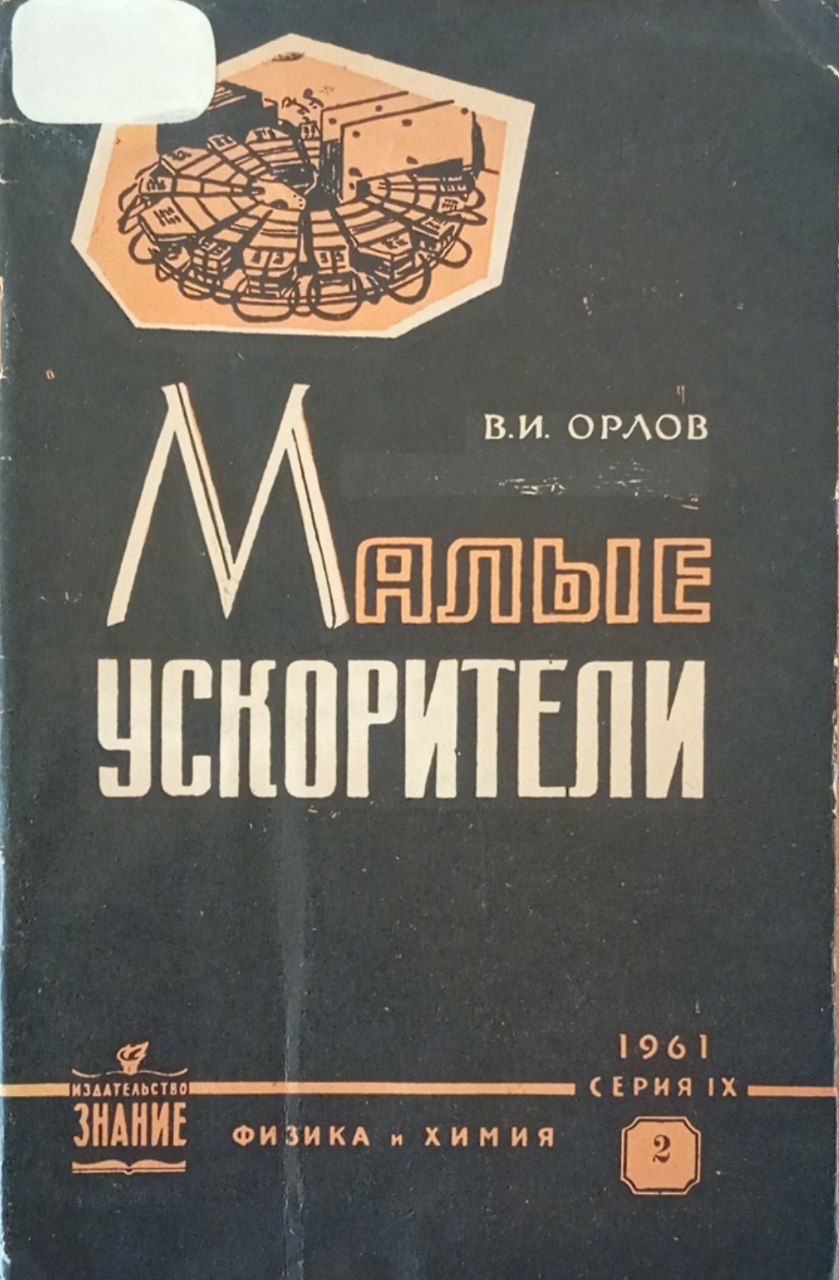 В.И. ОРЛОВ
Малые
УСКОРИТЕЛИ
1961
ИЗДАТЕЛЬСТВО
СЕРИЯ IX
ЗНАНИЕ
ФИЗИКА и ХИМИЯ
2